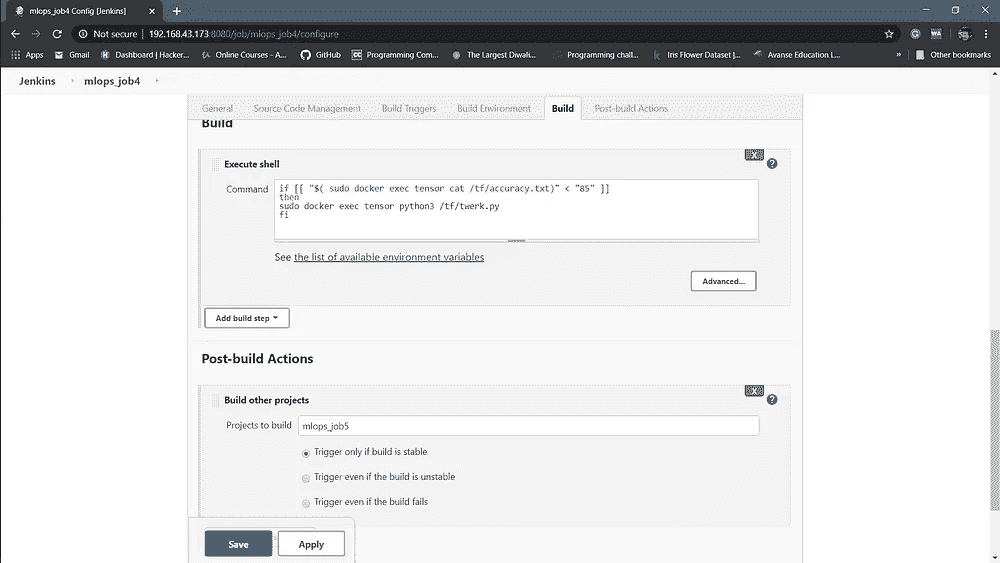 mlops_job4 Config [Jenkins]
Not secure | 192.168.43.173:8080/job/mlops_job4/configure
Apps Gmail Dashboard | Hacker... Online Courses - A... GitHub Programming Com... The Largest Diwali... Programming chall... Iris Flower Dataset |... Avanse Education L... » Other bookmarks
Jenkins mlops_job4
General Source Code Management Build Triggers Build Environment Build Post-build Actions
Build
X
Execute shell
Command
if [[ "$( sudo docker exec tensor cat /tf/accuracy.txt)" < "85" ]]
then
sudo docker exec tensor python3 /tf/twerk.py
fi
See the list of available environment variables
Advanced...
Add build step
Post-build Actions
X
Build other projects
Projects to build mlops_job5
Trigger only if build is stable
Trigger even if the build is unstable
Trigger even if the build fails
Save Apply